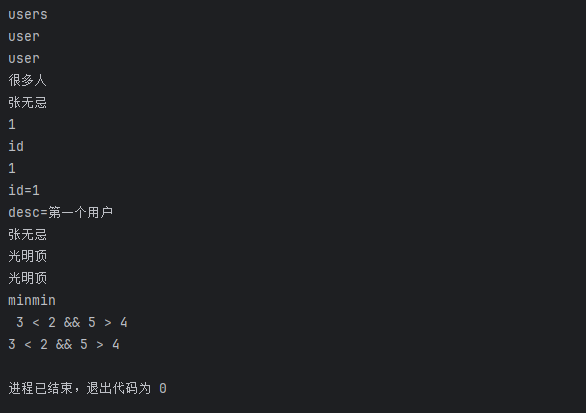 users
user
user
很多人
张无忌
1
id
1
id=1
desc=第一个用户
张无忌
光明顶
光明顶
minmin
 3 < 2 && 5 > 4
3 < 2 && 5 > 4
进程已结束，退出代码为 0